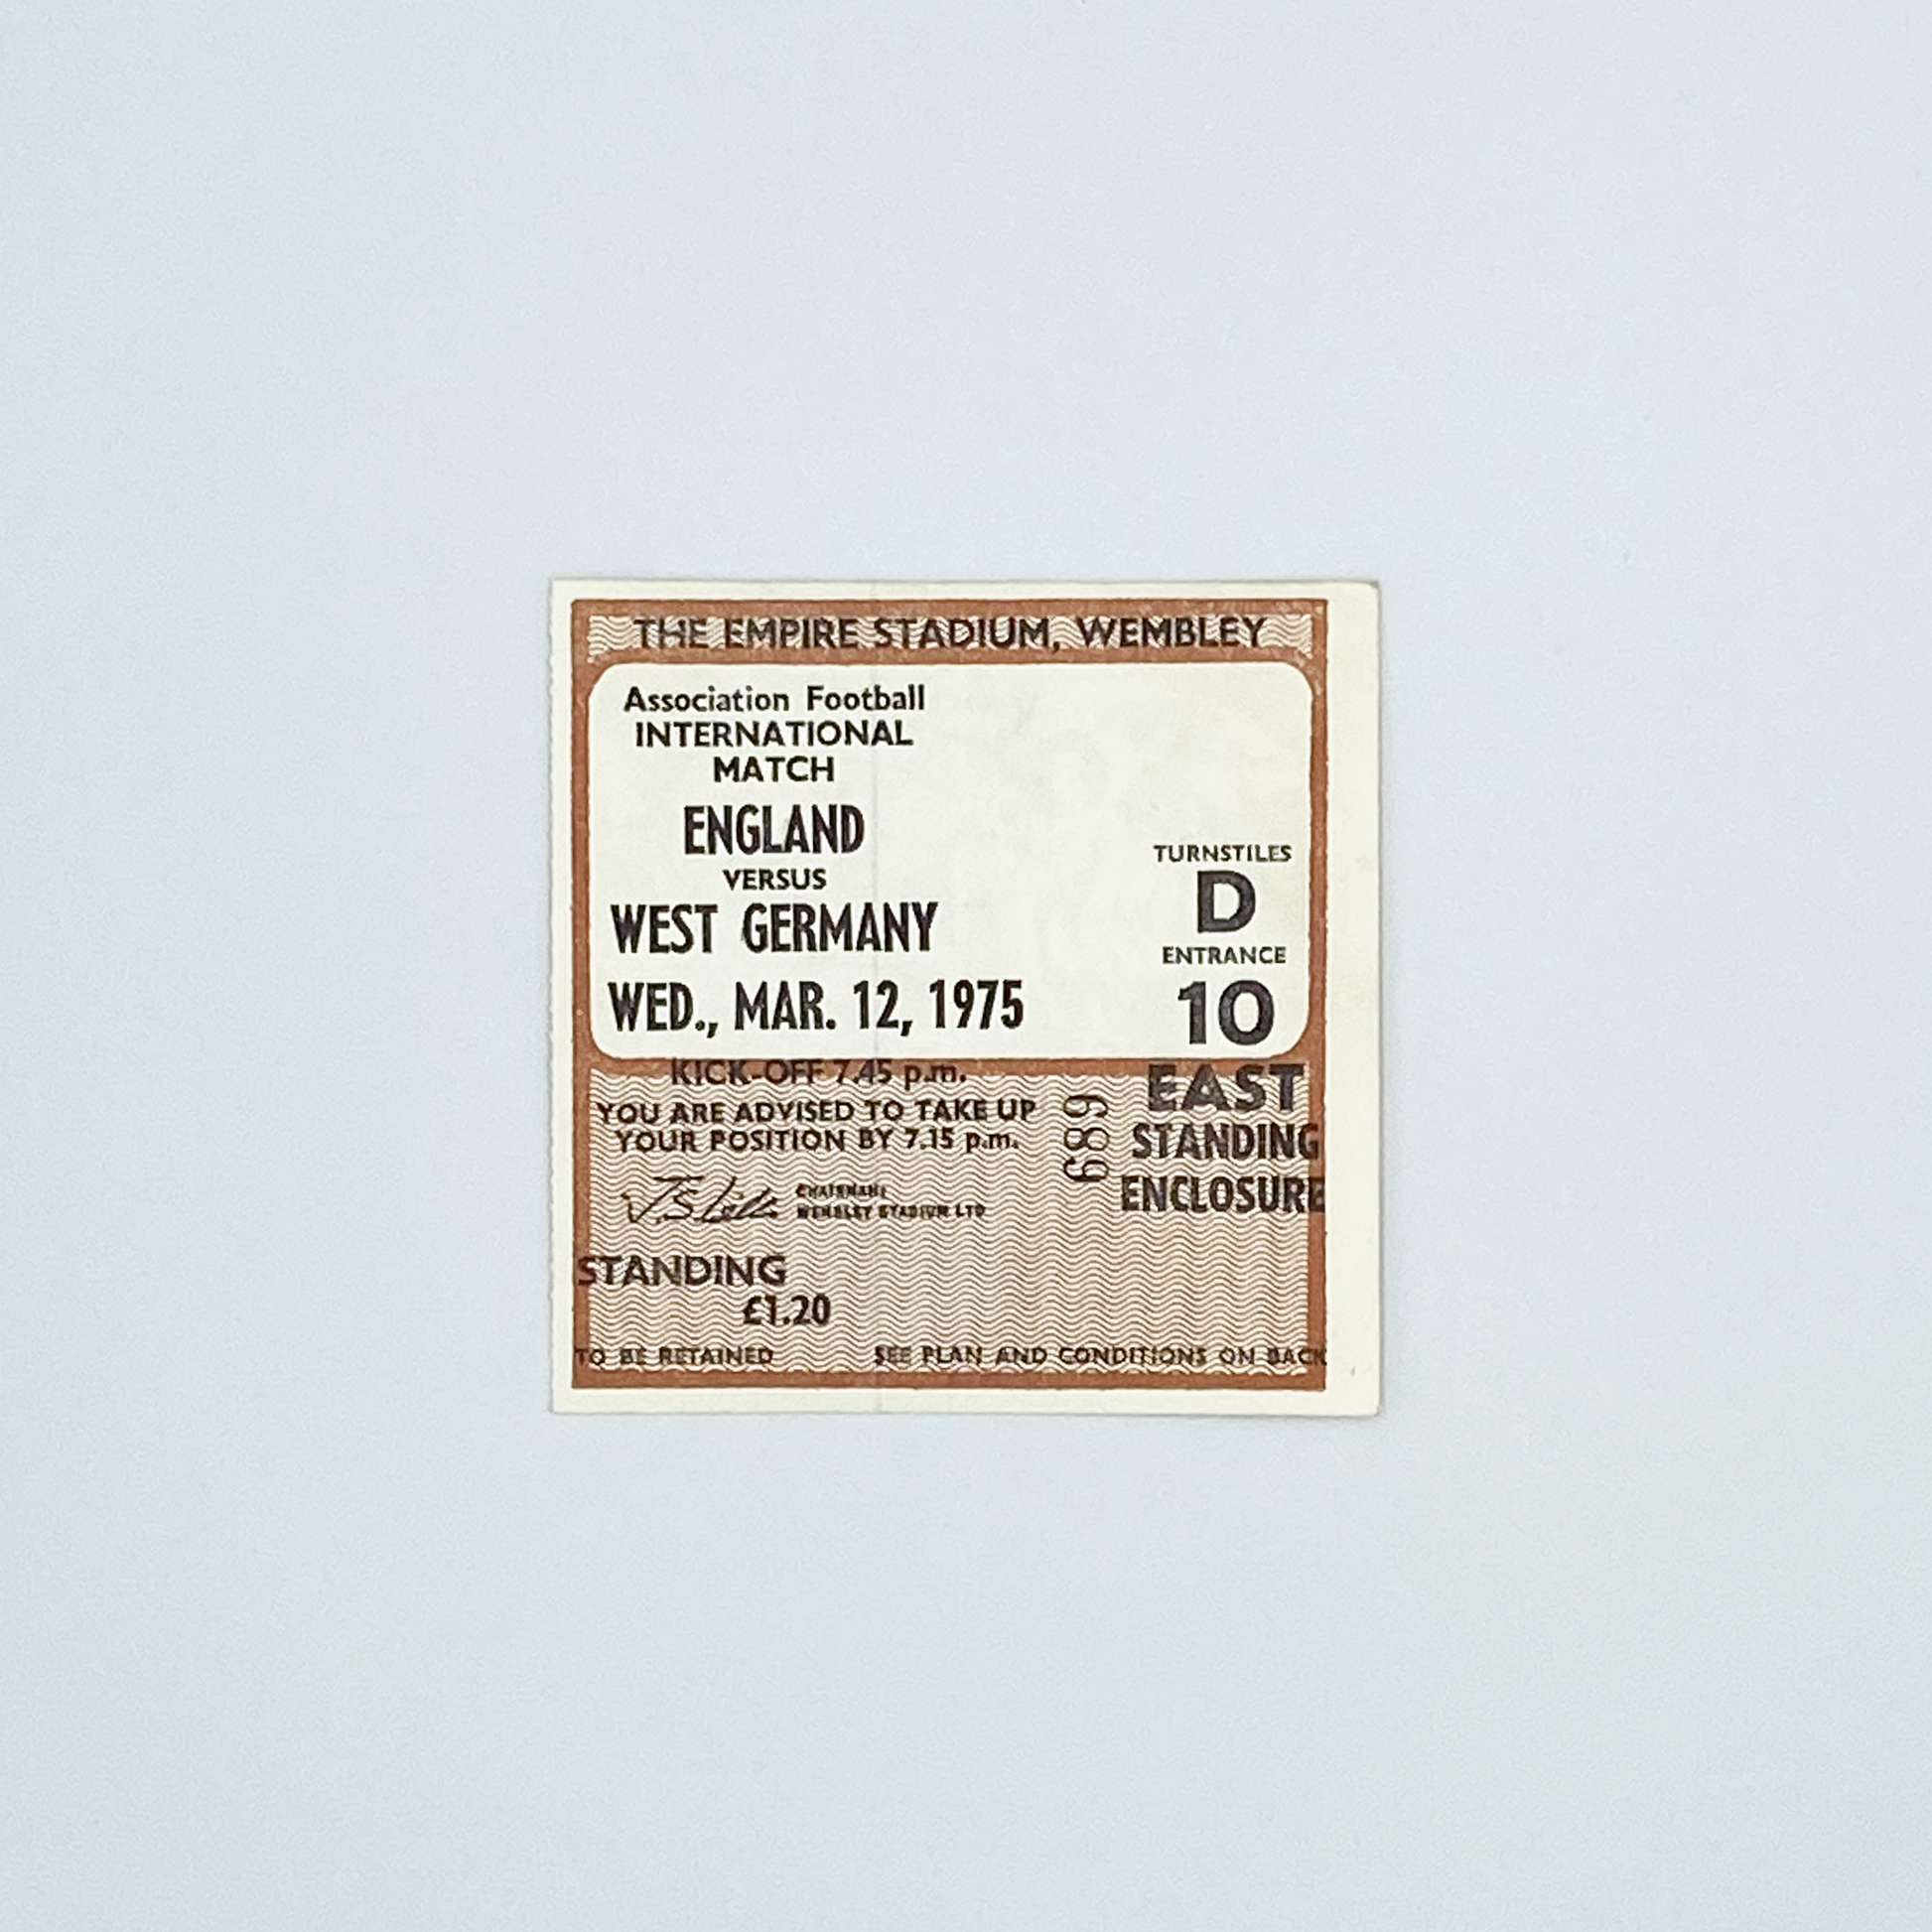 THE EMPIRE STADIUM, WEMBLEY
Association Football
INTERNATIONAL
MATCH
ENGLAND
VERSUS
WEST GERMANY
WED., MAR. 12, 1975
TURNSTILES
D
ENTRANCE
10
EAST
STANDING
ENCLOSURE
KICK-OFF 7.45 p.m.
YOU ARE ADVISED TO TAKE UP
YOUR POSITION BY 7.15 p.m.
689
CHAIRMAN:
WEMBLEY STADIUM LTD
STANDING
£1.20
TO BE RETAINED
SEE PLAN AND CONDITIONS ON BACK